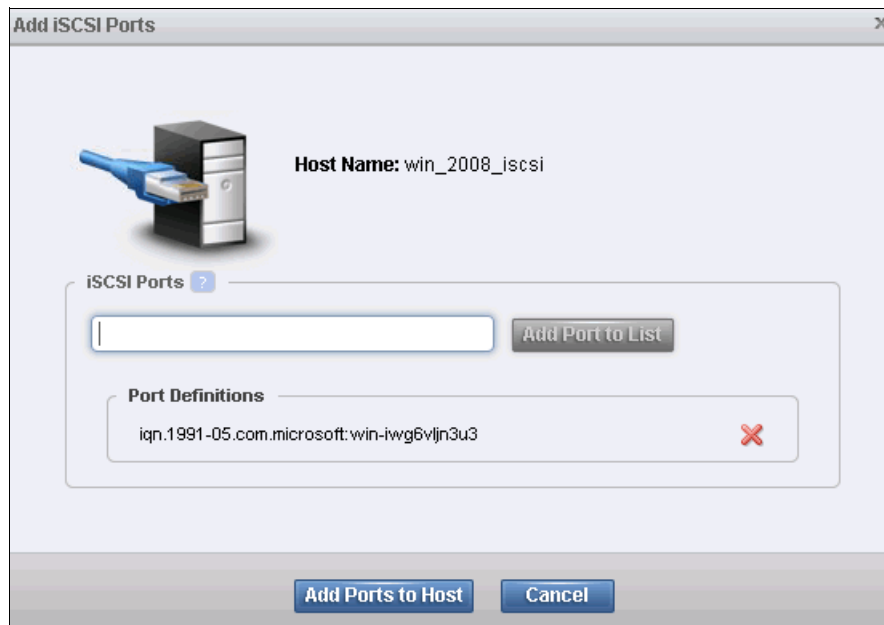 Add iSCSI Ports
x
Host Name: win_2008_iscsi
iSCSI Ports ?
Add Port to List
Port Definitions
iqn.1991-05.com.microsoft:win-iwg6vljn3u3
Add Ports to Host
Cancel